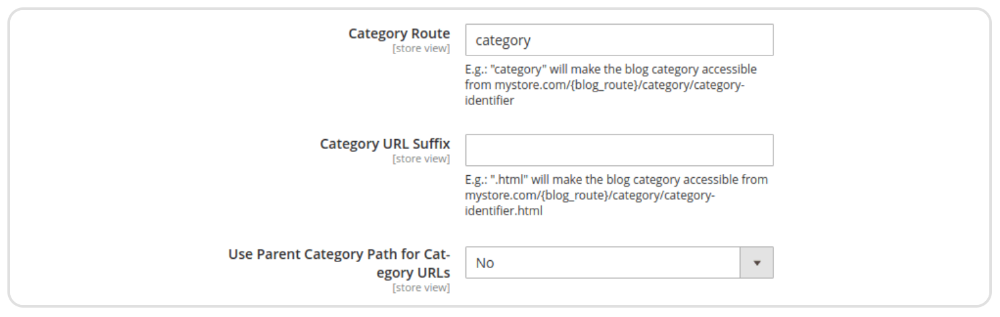 Category Route
[store view]
category
E.g.: "category" will make the blog category accessible
from mystore.com/{blog_route}/category/category-
identifier
Category URL Suffix
[store view]
E.g.: ".html" will make the blog category accessible from
mystore.com/{blog_route}/category/category-
identifier.html
Use Parent Category Path for Cat-
egory URLs
[store view]
No